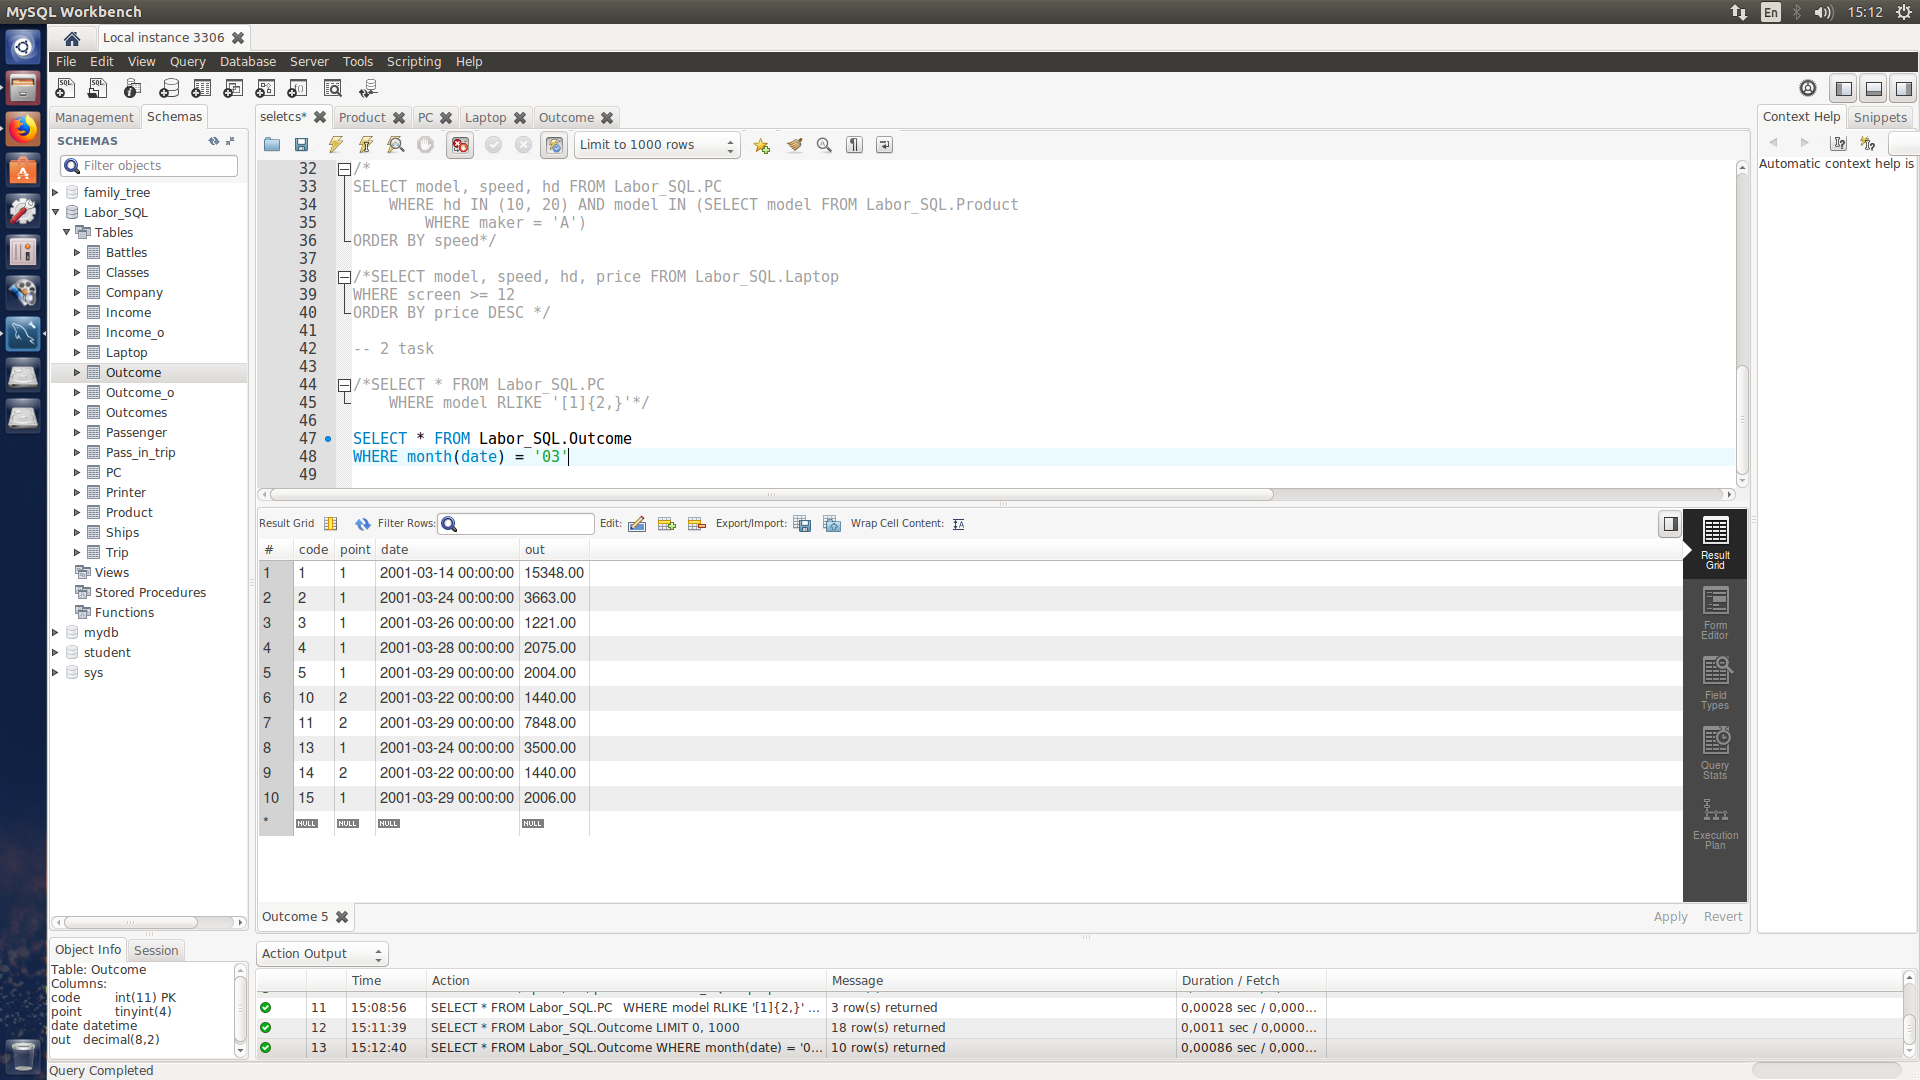 MySQL Workbench
En
15:12
Local instance 3306
File Edit View Query Database Server Tools Scripting Help
Management Schemas
SCHEMAS
Filter objects
family_tree
Labor_SQL
Tables
Battles
Classes
Company
Income
Income_o
Laptop
Outcome
Outcome_o
Outcomes
Passenger
Pass_in_trip
PC
Printer
Product
Ships
Trip
Views
Stored Procedures
Functions
mydb
student
sys
Object Info Session
Table: Outcome
Columns:
code int(11) PK
point tinyint(4)
date datetime
out decimal(8,2)
Query Completed
seletcs* Product PC Laptop Outcome
Limit to 1000 rows
32 /*
33 SELECT model, speed, hd FROM Labor_SQL.PC
34 WHERE hd IN (10, 20) AND model IN (SELECT model FROM Labor_SQL.Product
35 WHERE maker = 'A')
36 ORDER BY speed*/
37
38 /*SELECT model, speed, hd, price FROM Labor_SQL.Laptop
39 WHERE screen >= 12
40 ORDER BY price DESC */
41
42 -- 2 task
43
44 /*SELECT * FROM Labor_SQL.PC
45 WHERE model RLIKE '[1]{2,}'*/
46
47 SELECT * FROM Labor_SQL.Outcome
48 WHERE month(date) = '03'
49
Result Grid Filter Rows: Edit: Export/Import: Wrap Cell Content:
# code point date out
1 1 1 2001-03-14 00:00:00 15348.00
2 2 1 2001-03-24 00:00:00 3663.00
3 3 1 2001-03-26 00:00:00 1221.00
4 4 1 2001-03-28 00:00:00 2075.00
5 5 1 2001-03-29 00:00:00 2004.00
6 10 2 2001-03-22 00:00:00 1440.00
7 11 2 2001-03-29 00:00:00 7848.00
8 13 1 2001-03-24 00:00:00 3500.00
9 14 2 2001-03-22 00:00:00 1440.00
10 15 1 2001-03-29 00:00:00 2006.00
* NULL NULL NULL NULL
Result
Grid
Form
Editor
Field
Types
Query
Stats
Execution
Plan
Outcome 5
Apply Revert
Action Output
Time Action Message Duration / Fetch
11 15:08:56 SELECT * FROM Labor_SQL.PC WHERE model RLIKE '[1]{2,}' ... 3 row(s) returned 0,00028 sec / 0,000...
12 15:11:39 SELECT * FROM Labor_SQL.Outcome LIMIT 0, 1000 18 row(s) returned 0,0011 sec / 0,0000...
13 15:12:40 SELECT * FROM Labor_SQL.Outcome WHERE month(date) = '0... 10 row(s) returned 0,00086 sec / 0,000...
Context Help Snippets
Automatic context help is